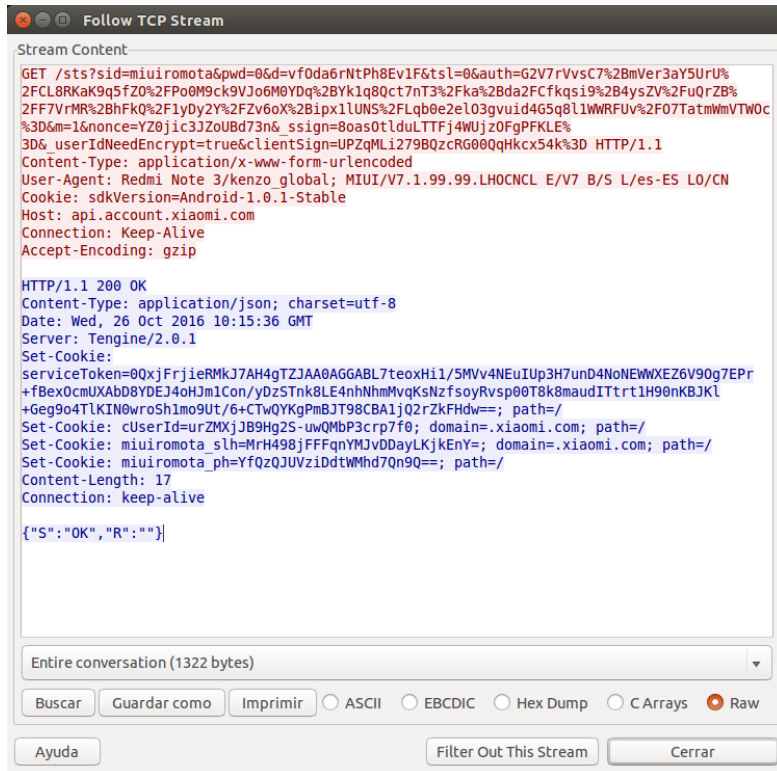 Follow TCP Stream
Stream Content
GET /sts?sid=miuiromota&pwd=0&d=vfOda6rNtPh8Ev1F&tsl=0&auth=G2V7rVvsC7%2BmVer3aY5UrU%
2FCL8RKaK9q5fZO%2FPo0M9ck9VJo6M0YDq%2BYk1q8Qct7nT3%2Fka%2Bda2FCfkqsi9%2B4ysZV%2FuQrZB%
2FF7VrMR%2BhFkQ%2F1yDy2Y%2FZv6oX%2Bipx1lUNS%2FLqb0e2elO3gvuid4G5q8l1WWRFUv%2FO7TatmWmVTWOc
%3D&m=1&nonce=YZ0jic3JZoUBd73n&_ssign=8oasOtlduLTTFj4WUjzOFgPFKLE%
3D&_userIdNeedEncrypt=true&clientSign=UPZqMLi279BQzcRG00QqHkcx54k%3D HTTP/1.1
Content-Type: application/x-www-form-urlencoded
User-Agent: Redmi Note 3/kenzo_global; MIUI/V7.1.99.99.LHOCNCL E/V7 B/S L/es-ES LO/CN
Cookie: sdkVersion=Android-1.0.1-Stable
Host: api.account.xiaomi.com
Connection: Keep-Alive
Accept-Encoding: gzip
HTTP/1.1 200 OK
Content-Type: application/json; charset=utf-8
Date: Wed, 26 Oct 2016 10:15:36 GMT
Server: Tengine/2.0.1
Set-Cookie:
serviceToken=0QxjFrjieRMkJ7AH4gTZJAA0AGGABL7teoxHi1/5MVv4NEuIUp3H7unD4NoNEWWXEZ6V9Og7EPr
+fBexOcmUXAbD8YDEJ4oHJm1Con/yDzSTnk8LE4nhNhmMvqKsNzfsoyRvsp00T8k8maudITtrt1H90nKBJKl
+Geg9o4TlKIN0wroSh1mo9Ut/6+CTwQYKgPmBJT98CBA1jQ2rZkFHdw==; path=/
Set-Cookie: cUserId=urZMXjJB9Hg2S-uwQMbP3crp7f0; domain=.xiaomi.com; path=/
Set-Cookie: miuiromota_slh=MrH498jFFFqnYMJvDDayLKjkEnY=; domain=.xiaomi.com; path=/
Set-Cookie: miuiromota_ph=YfQzQJUVziDdtWMhd7Qn9Q==; path=/
Content-Length: 17
Connection: keep-alive
{"S":"OK","R":""}
Entire conversation (1322 bytes)
Buscar Guardar como Imprimir ASCII EBCDIC Hex Dump C Arrays Raw
Ayuda Filter Out This Stream Cerrar